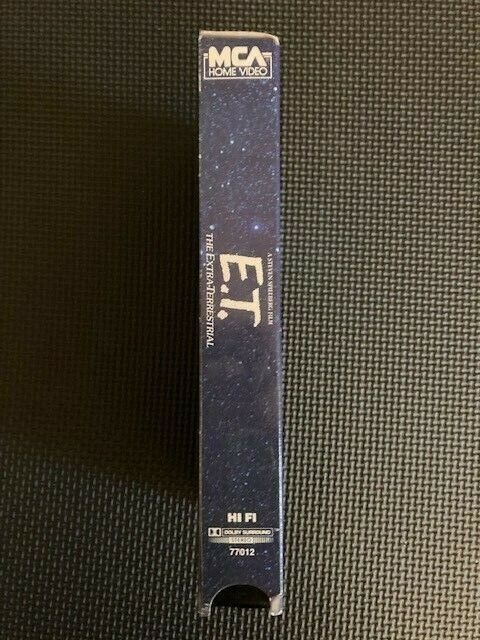 MCA
HOME VIDEO
A STEVEN SPIELBERG FILM
E.T.
THE EXTRA-TERRESTRIAL
HI FI
DOLBY SURROUND
STEREO
77012